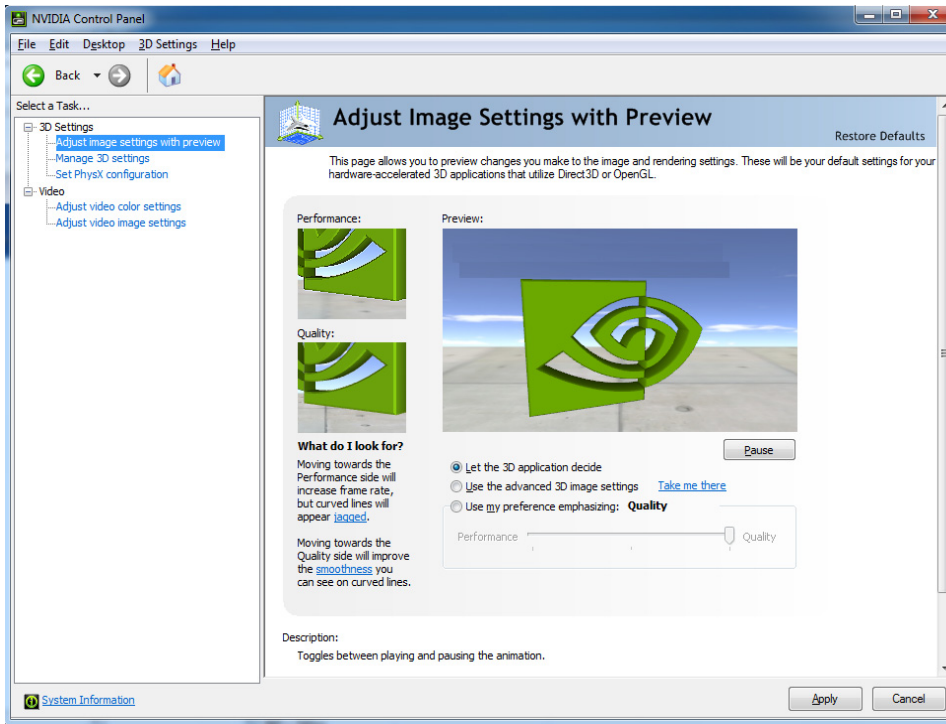 NVIDIA Control Panel
File Edit Desktop 3D Settings Help
Back
Select a Task...
3D Settings
Adjust image settings with preview
Manage 3D settings
Set PhysX configuration
Video
Adjust video color settings
Adjust video image settings
Adjust Image Settings with Preview
Restore Defaults
This page allows you to preview changes you make to the image and rendering settings. These will be your default settings for your
hardware-accelerated 3D applications that utilize Direct3D or OpenGL.
Performance:
Quality:
What do I look for?
Moving towards the
Performance side will
increase frame rate,
but curved lines will
appear jagged.
Moving towards the
Quality side will improve
the smoothness you
can see on curved lines.
Preview:
Pause
Let the 3D application decide
Use the advanced 3D image settings Take me there
Use my preference emphasizing: Quality
Performance Quality
Description:
Toggles between playing and pausing the animation.
System Information
Apply Cancel